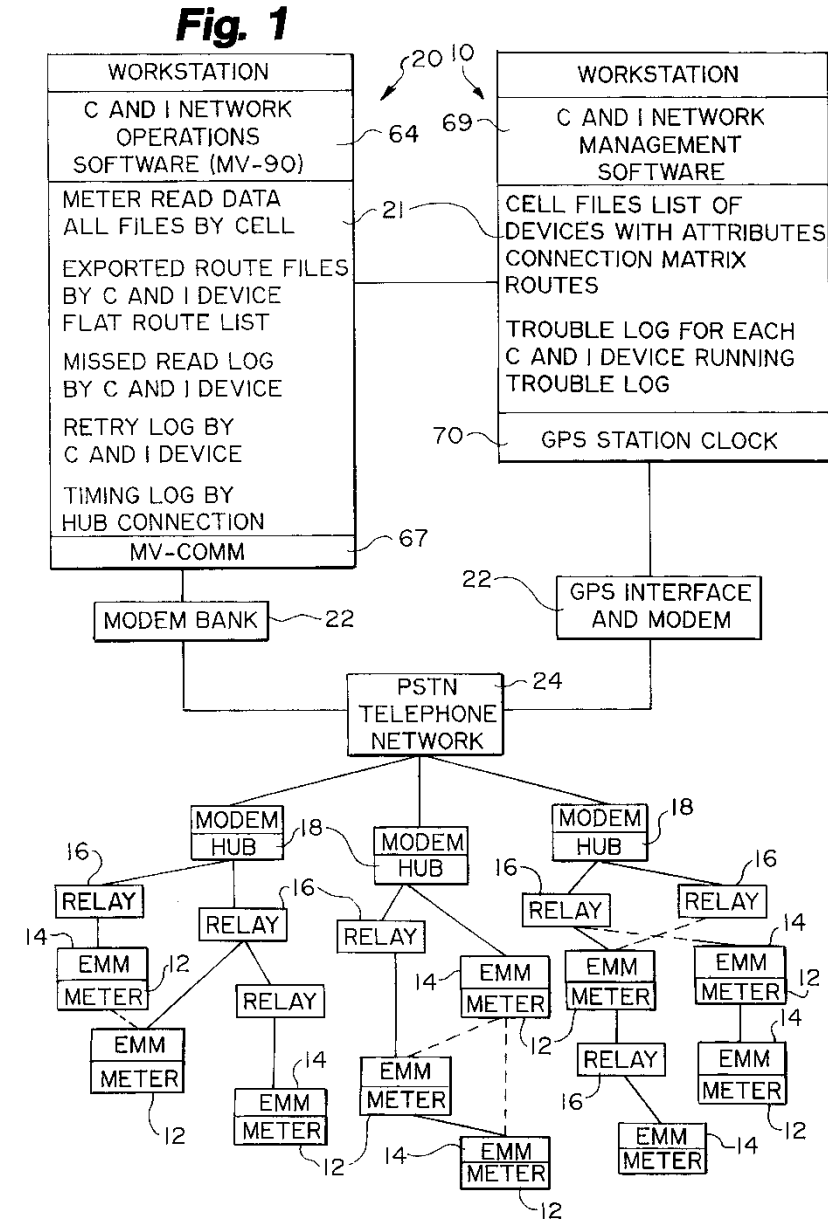 Fig. 1
WORKSTATION
C AND I NETWORK
OPERATIONS
SOFTWARE (MV-90)
METER READ DATA
ALL FILES BY CELL
EXPORTED ROUTE FILES
BY C AND I DEVICE
FLAT ROUTE LIST
MISSED READ LOG
BY C AND I DEVICE
RETRY LOG BY
C AND I DEVICE
TIMING LOG BY
HUB CONNECTION
MV-COMM
20
10
64
69
21
67
WORKSTATION
C AND I NETWORK
MANAGEMENT
SOFTWARE
CELL FILES LIST OF
DEVICES WITH ATTRIBUTES
CONNECTION MATRIX
ROUTES
TROUBLE LOG FOR EACH
C AND I DEVICE RUNNING
TROUBLE LOG
70
GPS STATION CLOCK
MODEM BANK
22
22
GPS INTERFACE
AND MODEM
PSTN
TELEPHONE
NETWORK
24
MODEM
HUB
18
MODEM
HUB
MODEM
HUB
18
16
RELAY
16
RELAY
RELAY
16
RELAY
16
RELAY
14
EMM
METER
12
EMM
METER
12
RELAY
14
EMM
METER
12
14
EMM
METER
12
EMM
METER
14
EMM
METER
12
EMM
METER
RELAY
16
EMM
METER
14
14
EMM
METER
12
14
EMM
METER
12